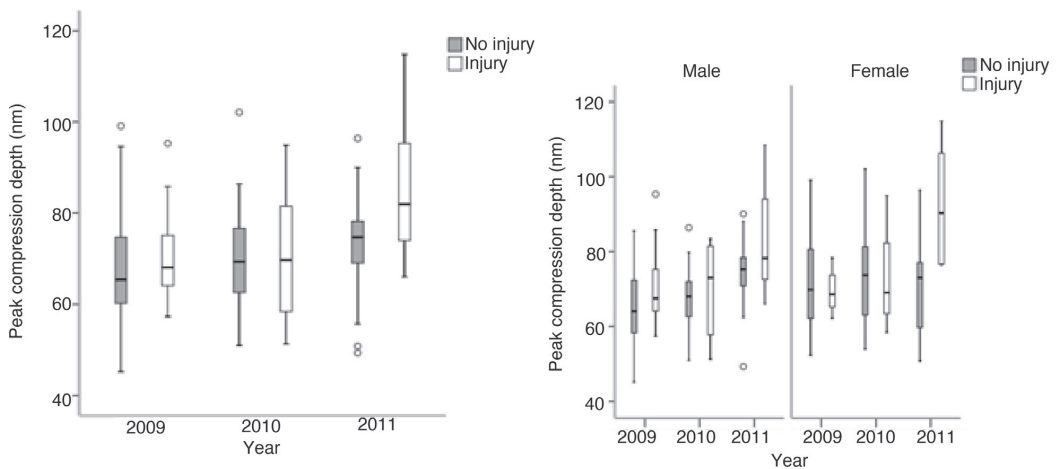 Peak compression depth (nm)
120
100
80
60
40
2009
2010
2011
Year
No injury
Injury
Male
Female
No injury
Injury
Peak compression depth (nm)
120
100
80
60
40
2009
2010
2011
2009
2010
2011
Year